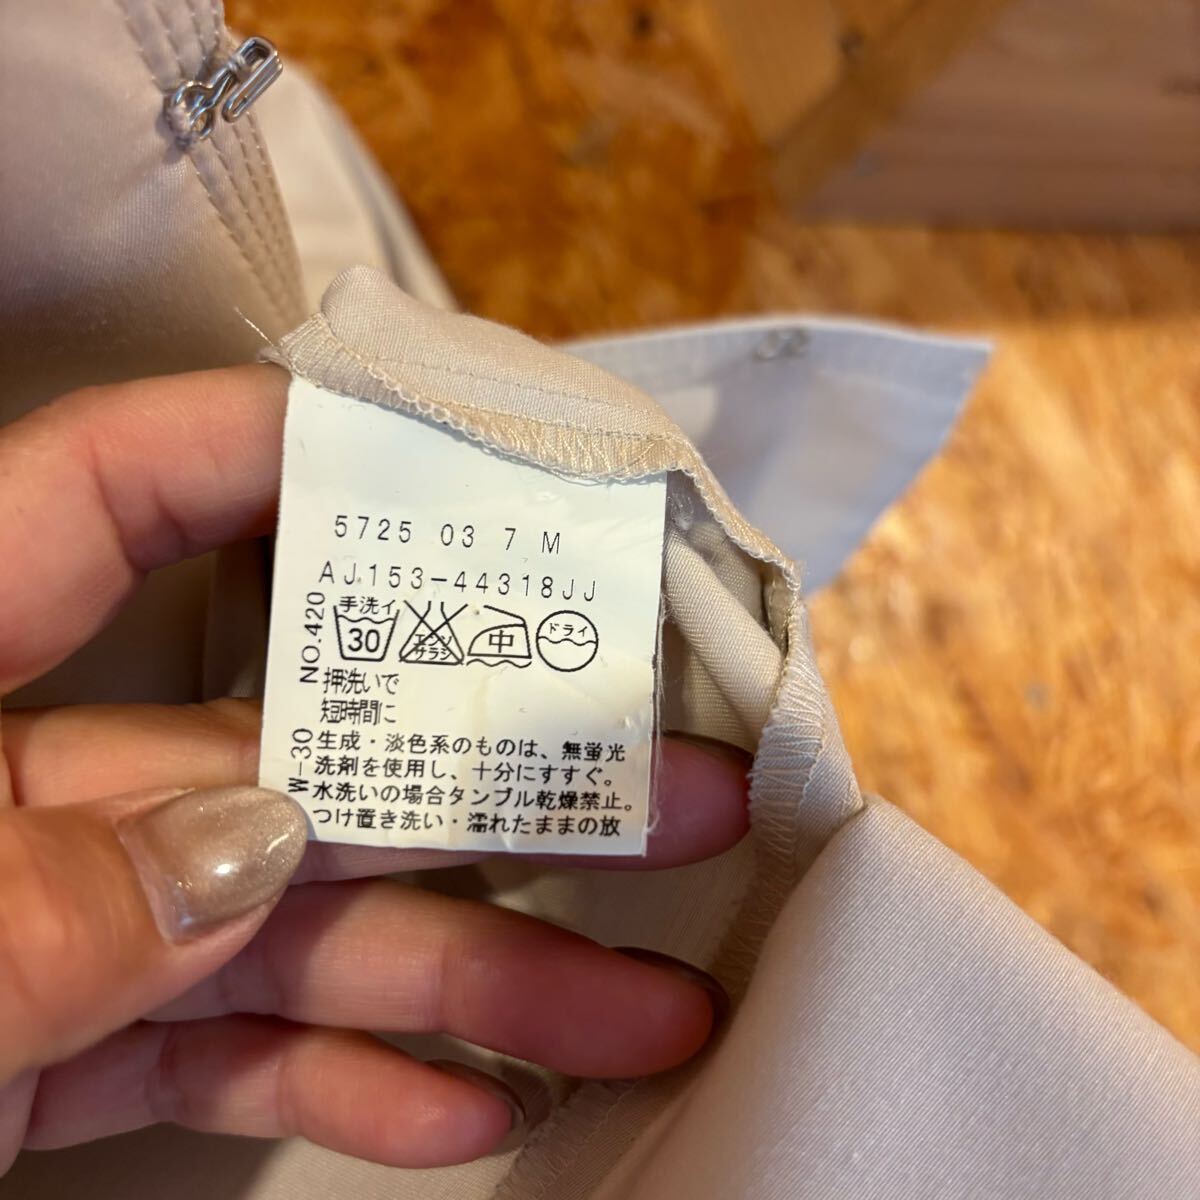 5725 03 7 M
AJ153-44318JJ
NO.420
手洗イ
30
エンソ
サラシ
中
ドライ
押洗いで
短時間に
W-30
生成・淡色系のものは、無蛍光
洗剤を使用し、十分にすすぐ。
水洗いの場合タンブル乾燥禁止。
つけ置き洗い・濡れたままの放